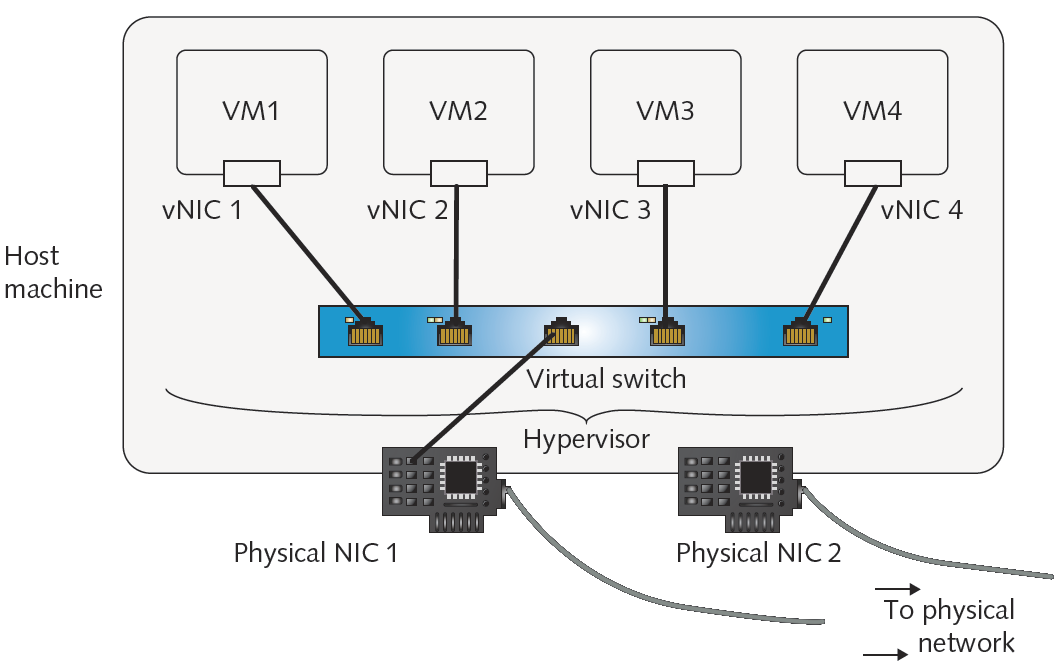 VM1
VM2
VM3
VM4
vNIC 1
vNIC 2
vNIC 3
vNIC 4
Host
machine
Virtual switch
Hypervisor
Physical NIC 1
Physical NIC 2
To physical
network